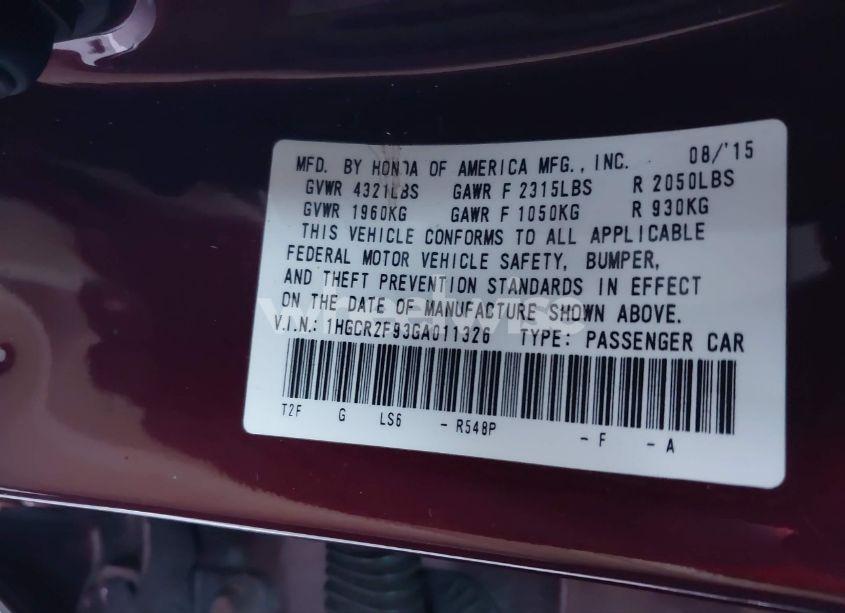 MFD. BY HONDA OF AMERICA MFG., INC. 08/'15
GVWR 4321LBS GAWR F 2315LBS R 2050LBS
GVWR 1960KG GAWR F 1050KG R 930KG
THIS VEHICLE CONFORMS TO ALL APPLICABLE
FEDERAL MOTOR VEHICLE SAFETY, BUMPER,
AND THEFT PREVENTION STANDARDS IN EFFECT
ON THE DATE OF MANUFACTURE SHOWN ABOVE.
V.I.N.: 1HGCR2F93GA011326 TYPE: PASSENGER CAR
T2F G LS6 - R548P - F - A
wheelwise